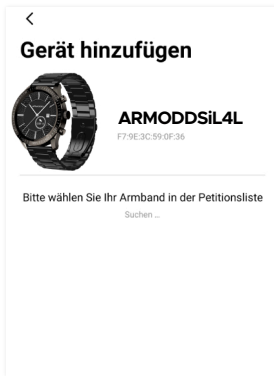 Gerät hinzufügen
ARMODDSiL4L
F7:9E:3C:59:0F:36
Bitte wählen Sie Ihr Armband in der Petitionsliste
Suchen ...